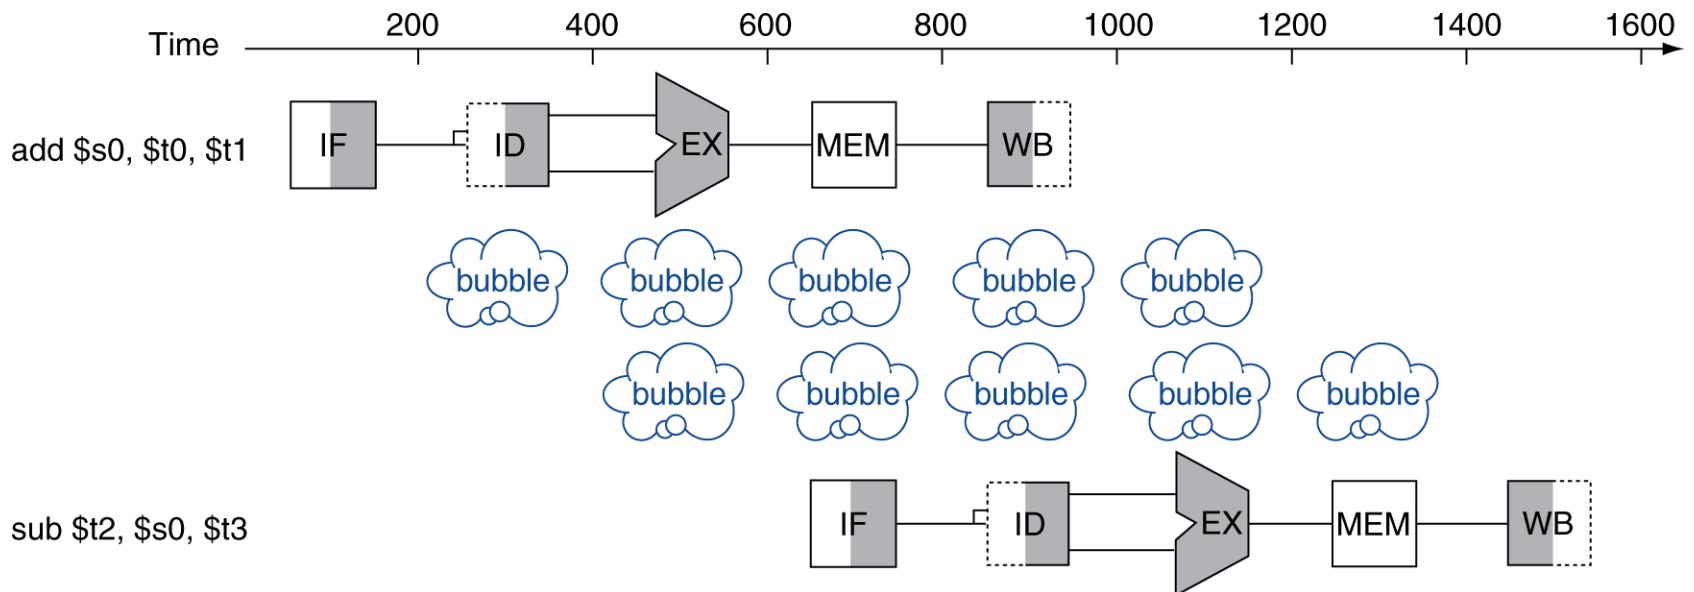 200 400 600 800 1000 1200 1400 1600
Time
add $s0, $t0, $t1 IF ID EX MEM WB
bubble bubble bubble bubble bubble
bubble bubble bubble bubble bubble
sub $t2, $s0, $t3 IF ID EX MEM WB